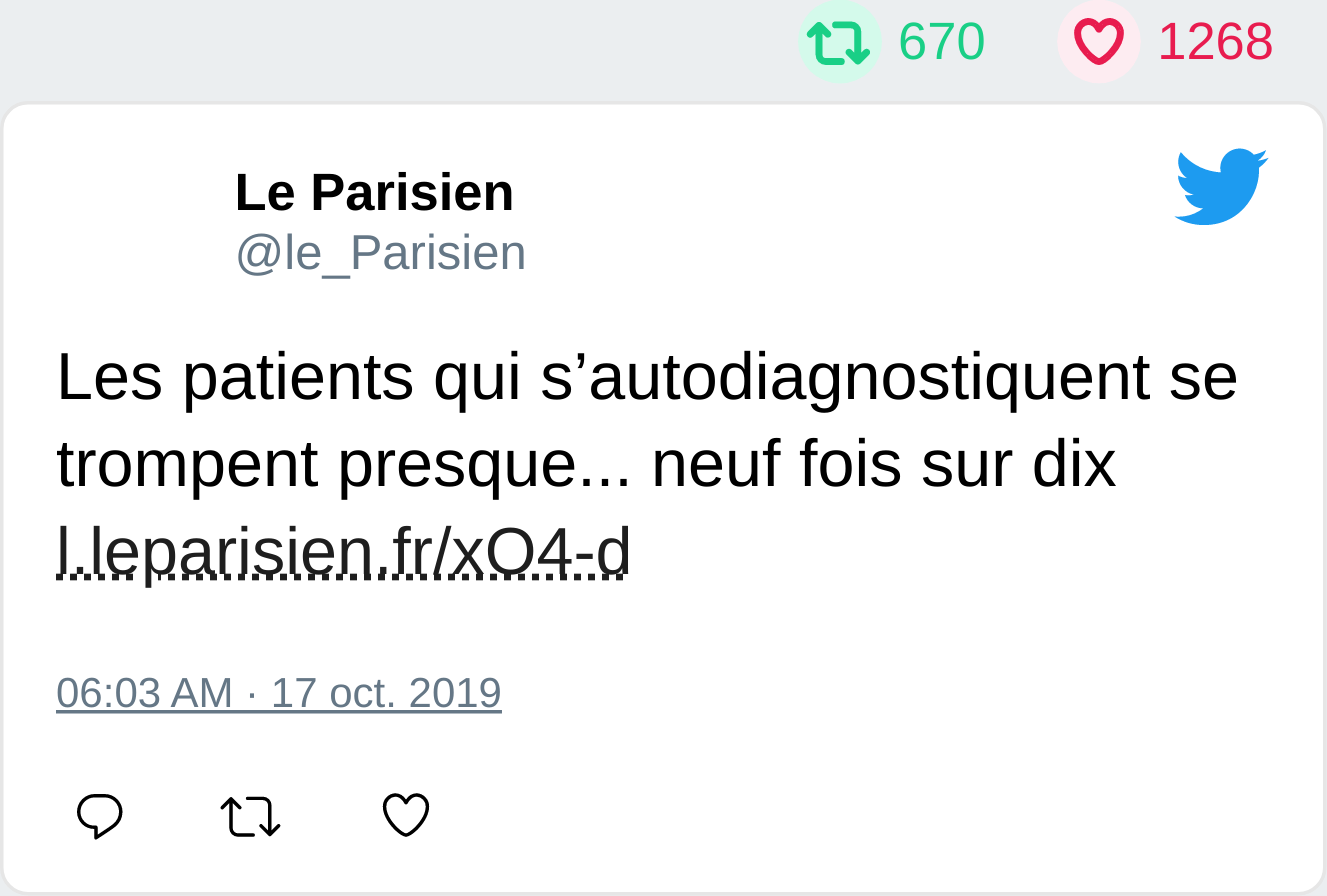 670 1268
Le Parisien
@le_Parisien
Les patients qui s’autodiagnostiquent se
trompent presque... neuf fois sur dix
l.leparisien.fr/xO4-d
06:03 AM · 17 oct. 2019